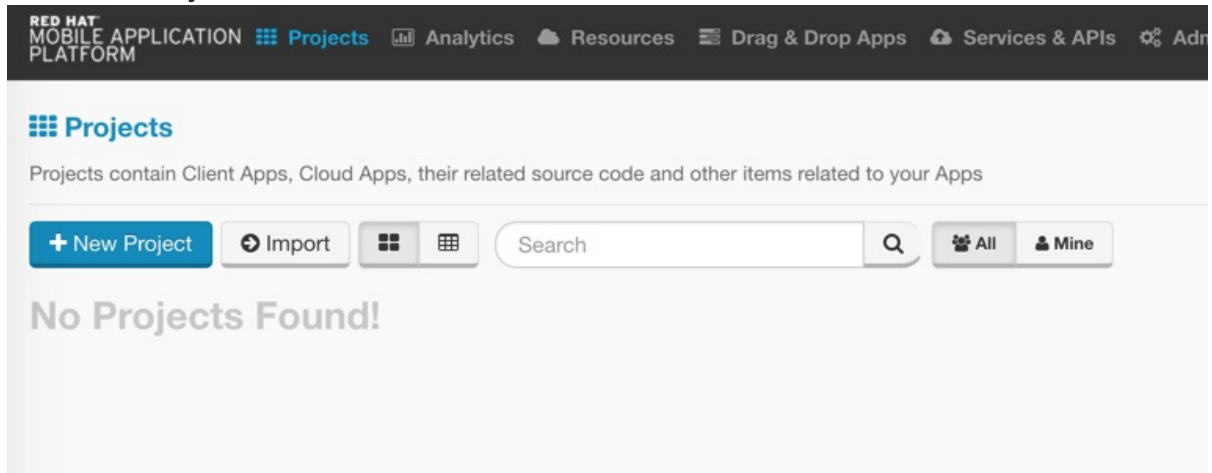 RED HAT
MOBILE APPLICATION
PLATFORM
Projects Analytics Resources Drag & Drop Apps Services & APIs Adm
Projects
Projects contain Client Apps, Cloud Apps, their related source code and other items related to your Apps
+ New Project Import Search All Mine
No Projects Found!